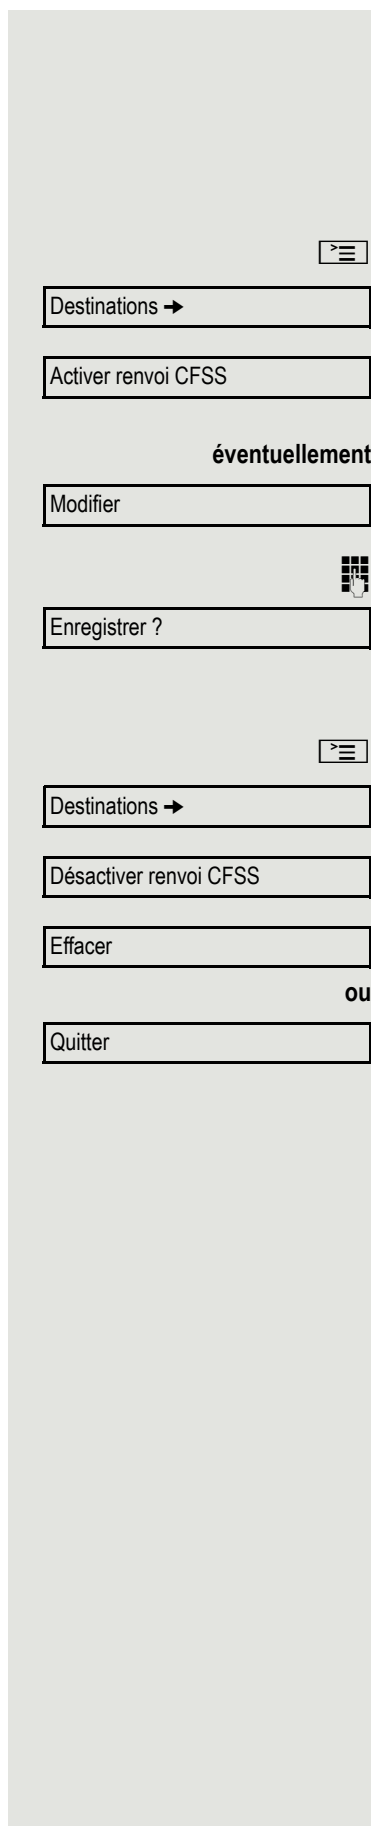 Destinations →
Activer renvoi CFSS
éventuellement
Modifier
Enregistrer ?
Destinations →
Désactiver renvoi CFSS
Effacer
ou
Quitter